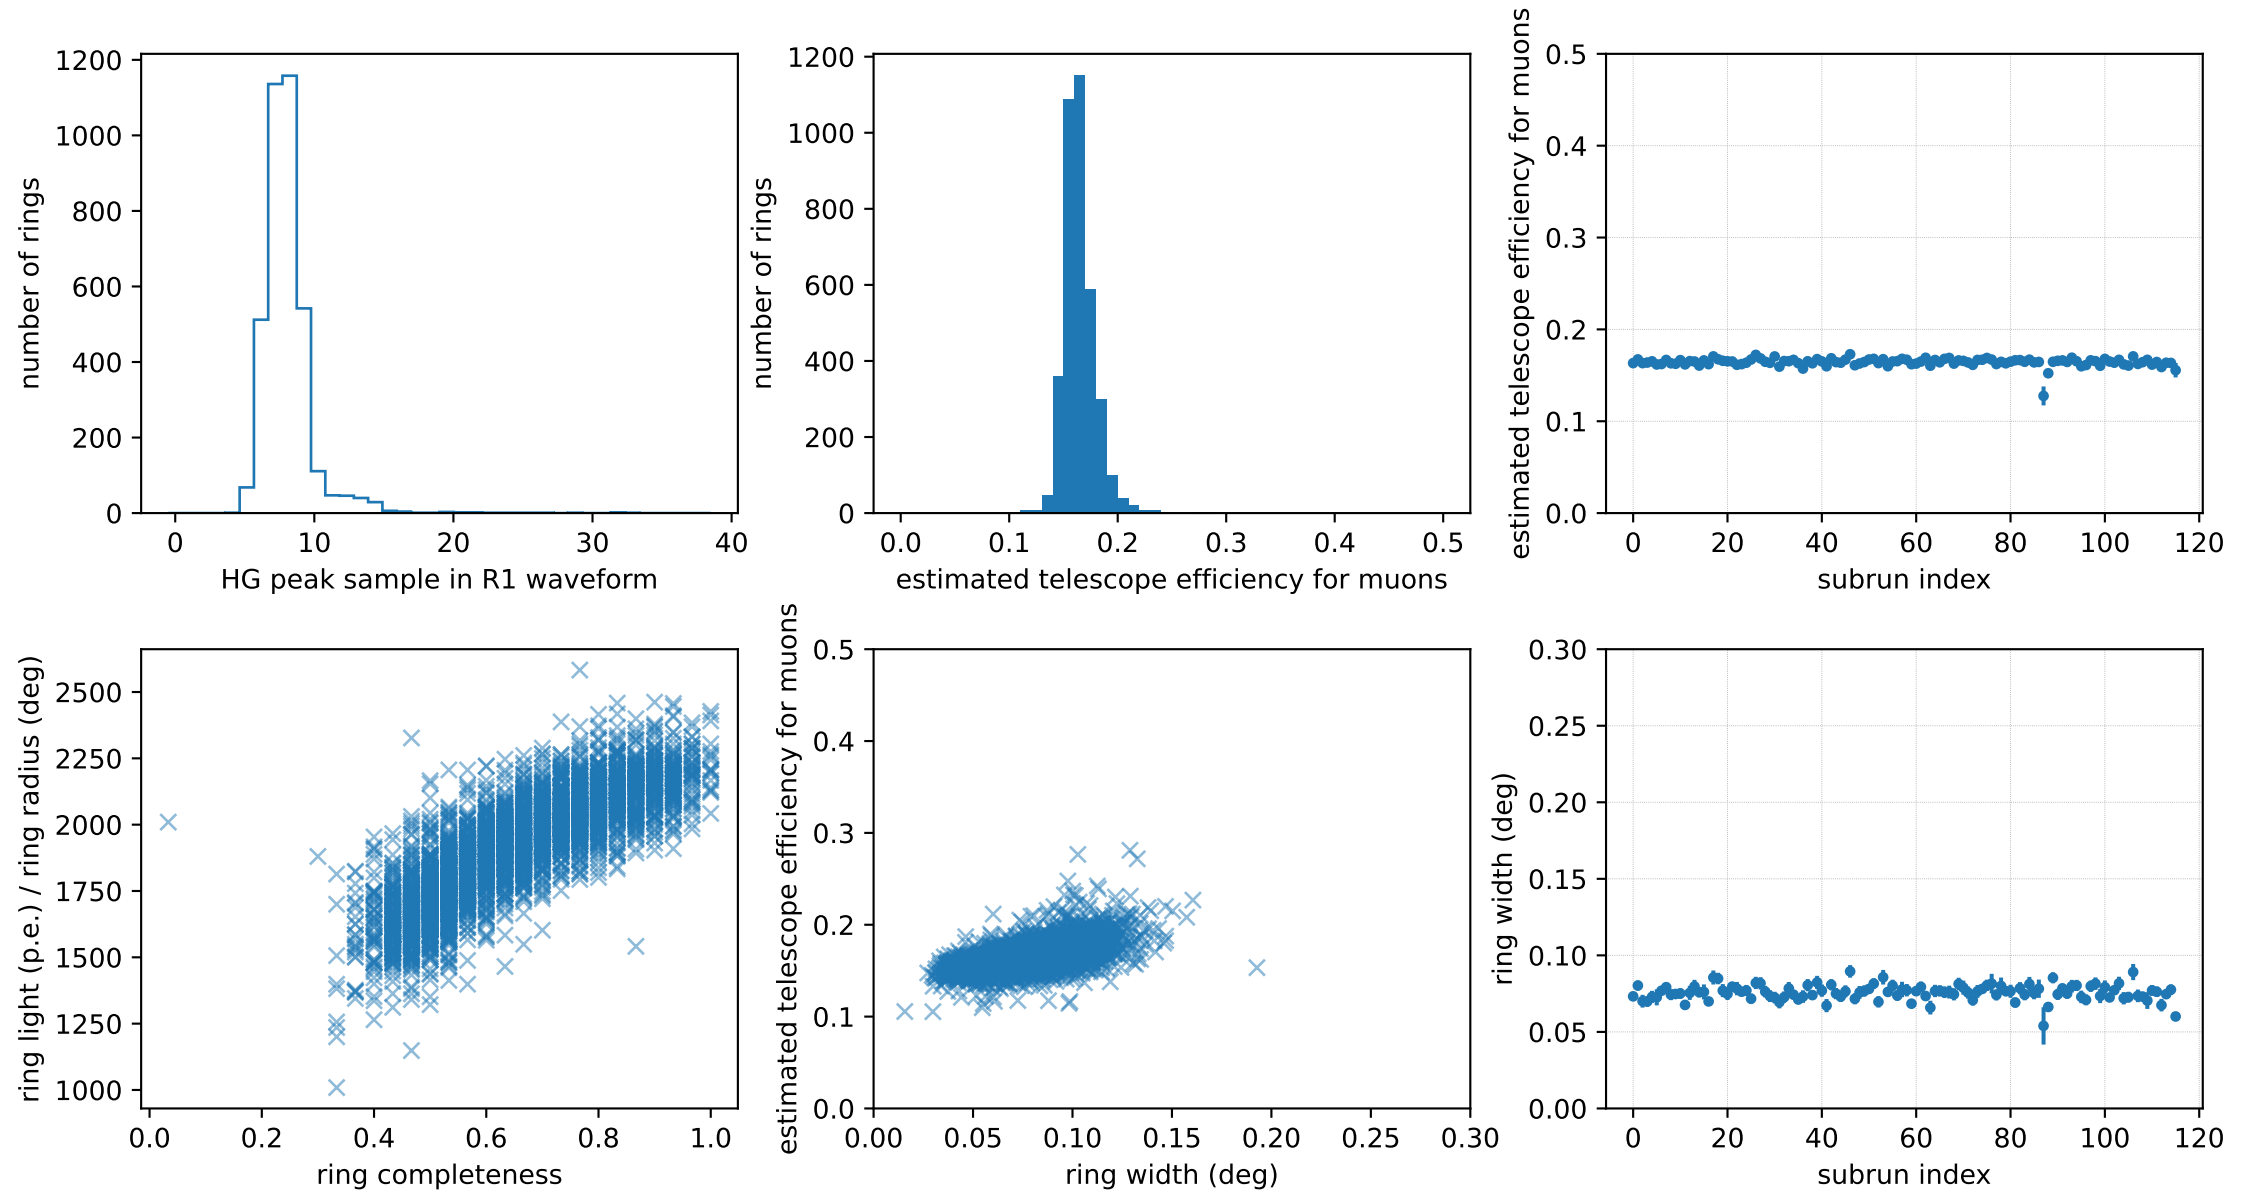 number of rings
1200
1000
800
600
400
200
0
0 10 20 30 40
HG peak sample in R1 waveform
number of rings
1200
1000
800
600
400
200
0
0.0 0.1 0.2 0.3 0.4 0.5
estimated telescope efficiency for muons
estimated telescope efficiency for muons
0.5
0.4
0.3
0.2
0.1
0.0
0 20 40 60 80 100 120
subrun index
ring light (p.e.) / ring radius (deg)
2500
2250
2000
1750
1500
1250
1000
0.0 0.2 0.4 0.6 0.8 1.0
ring completeness
estimated telescope efficiency for muons
0.5
0.4
0.3
0.2
0.1
0.0
0.00 0.05 0.10 0.15 0.20 0.25 0.30
ring width (deg)
ring width (deg)
0.30
0.25
0.20
0.15
0.10
0.05
0.00
0 20 40 60 80 100 120
subrun index